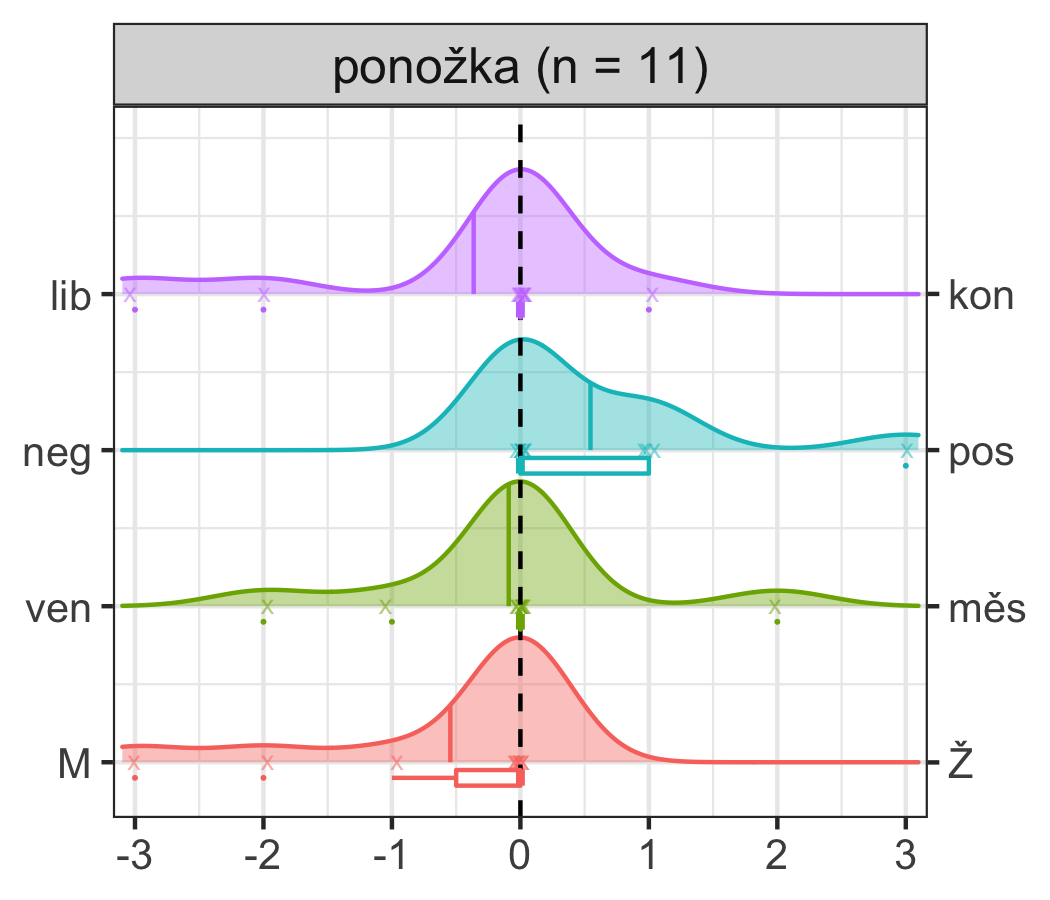 ponožka (n = 11)
lib kon
neg pos
ven měs
M Ž
-3 -2 -1 0 1 2 3